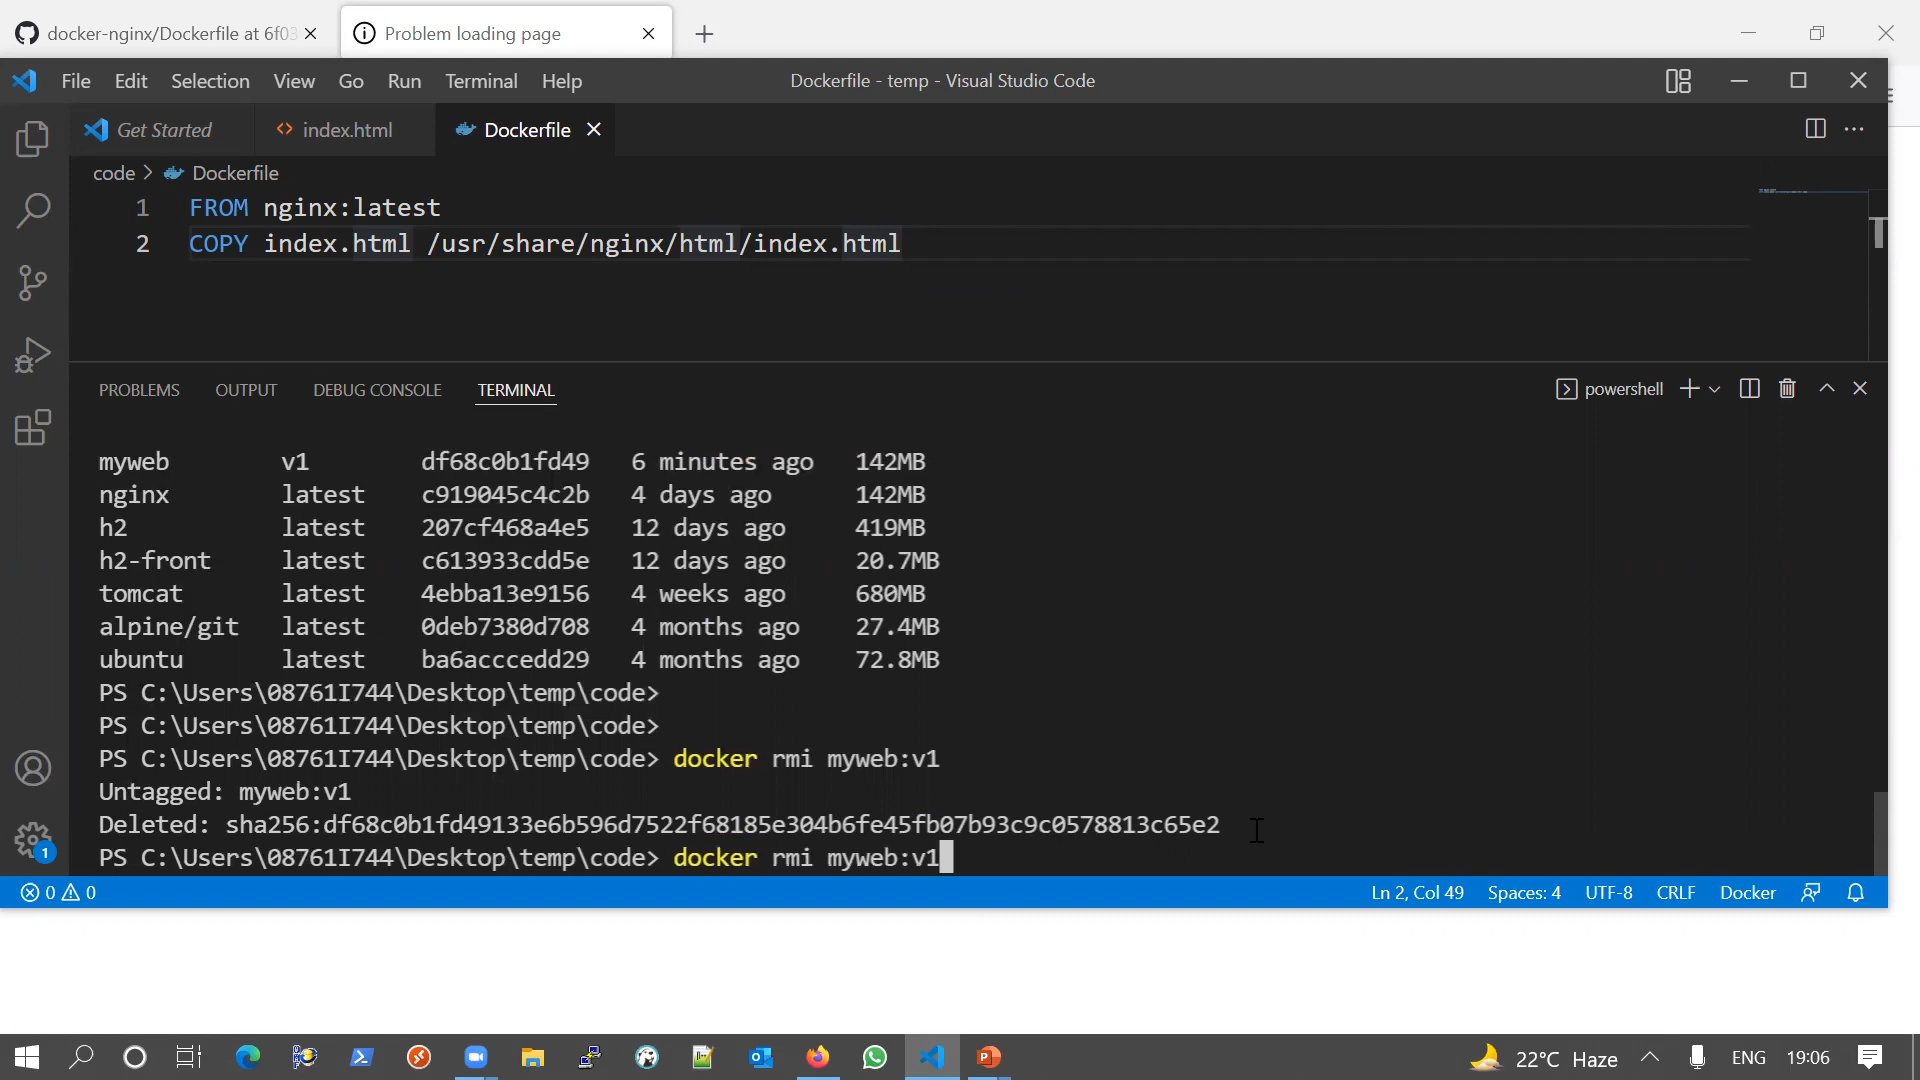 docker-nginx/Dockerfile at 6f03
Problem loading page
File Edit Selection View Go Run Terminal Help
Dockerfile - temp - Visual Studio Code
Get Started
index.html
Dockerfile
code > Dockerfile
1 FROM nginx:latest
2 COPY index.html /usr/share/nginx/html/index.html
PROBLEMS OUTPUT DEBUG CONSOLE TERMINAL
powershell
myweb v1 df68c0b1fd49 6 minutes ago 142MB
nginx latest c919045c4c2b 4 days ago 142MB
h2 latest 207cf468a4e5 12 days ago 419MB
h2-front latest c613933cdd5e 12 days ago 20.7MB
tomcat latest 4ebba13e9156 4 weeks ago 680MB
alpine/git latest 0deb7380d708 4 months ago 27.4MB
ubuntu latest ba6acccedd29 4 months ago 72.8MB
PS C:\Users\08761I744\Desktop\temp\code>
PS C:\Users\08761I744\Desktop\temp\code>
PS C:\Users\08761I744\Desktop\temp\code> docker rmi myweb:v1
Untagged: myweb:v1
Deleted: sha256:df68c0b1fd49133e6b596d7522f68185e304b6fe45fb07b93c9c0578813c65e2
PS C:\Users\08761I744\Desktop\temp\code> docker rmi myweb:v1
1
0 0
Ln 2, Col 49 Spaces: 4 UTF-8 CRLF Docker
22°C Haze ENG 19:06